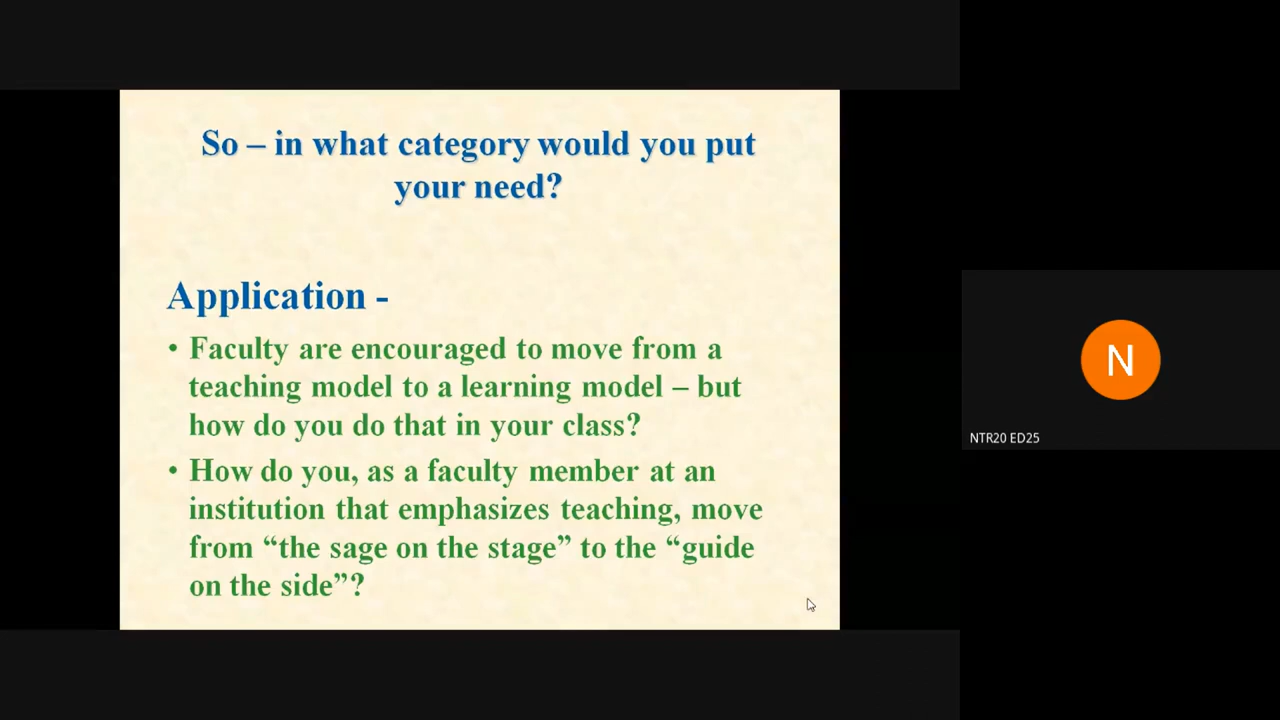 So – in what category would you put
your need?
Application -
• Faculty are encouraged to move from a
teaching model to a learning model – but
how do you do that in your class?
• How do you, as a faculty member at an
institution that emphasizes teaching, move
from “the sage on the stage” to the “guide
on the side”?
N
NTR20 ED25